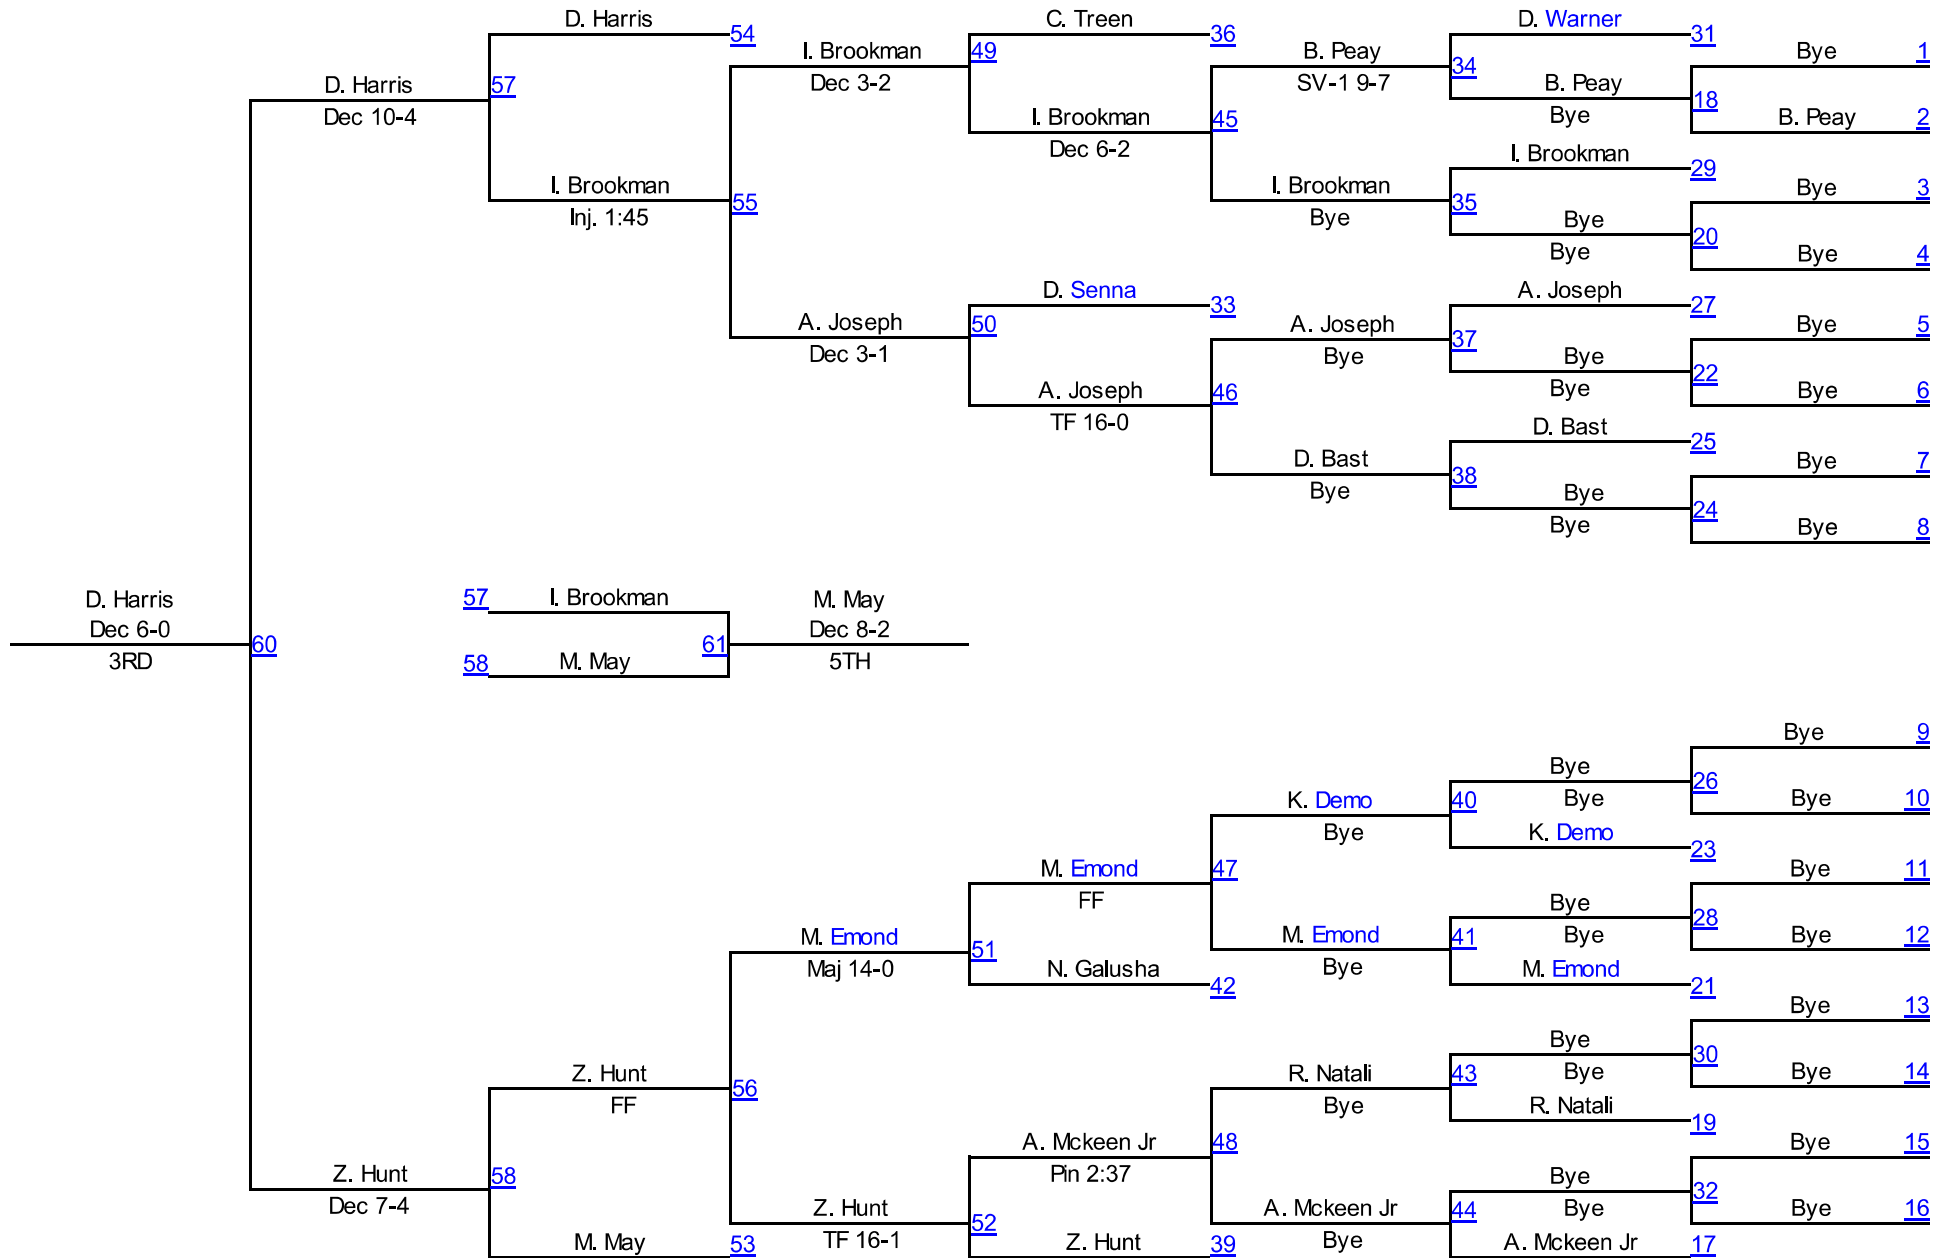 D. Harris
54
D. Harris
Dec 10-4
57
I. Brookman
Inj. 1:45
55
I. Brookman
Dec 3-2
49
C. Treen
36
I. Brookman
Dec 6-2
45
B. Peay
SV-1 9-7
34
D. Warner
31
B. Peay
Bye
18
Bye
1
B. Peay
2
I. Brookman
Bye
35
I. Brookman
29
Bye
Bye
20
Bye
3
Bye
4
A. Joseph
Dec 3-1
50
D. Senna
33
A. Joseph
TF 16-0
46
A. Joseph
Bye
37
A. Joseph
27
Bye
Bye
22
Bye
5
Bye
6
D. Bast
Bye
38
D. Bast
25
Bye
Bye
24
Bye
7
Bye
8
D. Harris
Dec 6-0
3RD
60
57
I. Brookman
58
M. May
61
M. May
Dec 8-2
5TH
Z. Hunt
Dec 7-4
58
Z. Hunt
FF
56
M. May
53
M. Emond
Maj 14-0
51
M. Emond
FF
47
N. Galusha
42
K. Demo
Bye
40
Bye
Bye
26
Bye
9
Bye
10
K. Demo
23
M. Emond
Bye
41
Bye
Bye
28
Bye
11
Bye
12
M. Emond
21
Z. Hunt
TF 16-1
52
A. Mckeen Jr
Pin 2:37
48
Z. Hunt
39
R. Natali
Bye
43
Bye
Bye
30
Bye
13
Bye
14
R. Natali
19
A. Mckeen Jr
Bye
44
Bye
Bye
32
Bye
15
Bye
16
A. Mckeen Jr
17